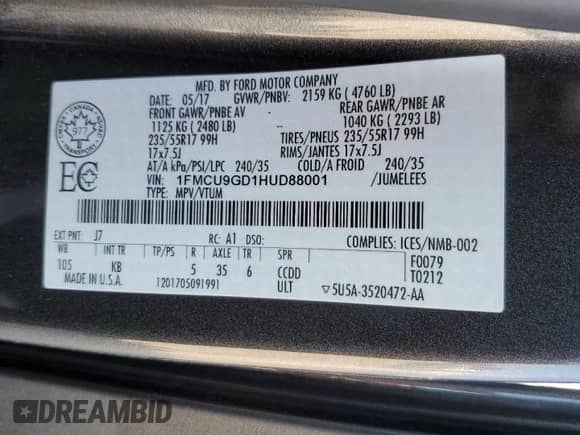 MFD. BY FORD MOTOR COMPANY
DATE: 05/17 GVWR/PNBV: 2159 KG ( 4760 LB)
FRONT GAWR/PNBE AV REAR GAWR/PNBE AR
1125 KG ( 2480 LB) 1040 KG ( 2293 LB)
235/55R17 99H TIRES/PNEUS 235/55R17 99H
17x7.5J RIMS/JANTES 17x7.5J
AT/A kPa/PSI/LPC 240/35 COLD/A FROID 240/35
VIN: 1FMCU9GD1HUD88001 /JUMELEES
TYPE: MPV/VTUM
CANADA
TRANSPORT
977
EC
EXT PNT: J7 RC: A1 DSO: COMPLIES: ICES/NMB-002
WB INT TR TP/PS R AXLE TR SPR F0079
105 KB 5 35 6 CCDD T0212
MADE IN U.S.A. 1201705091991 ULT ▽5U5A-3520472-AA
DREAMBID